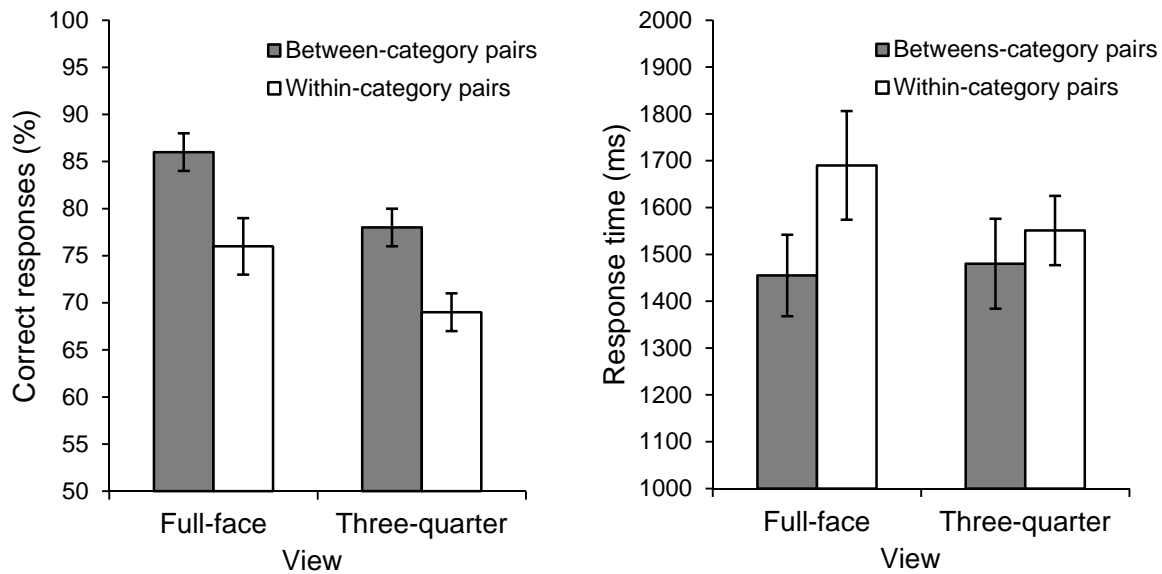 Correct responses (%)
100
95
90
85
80
75
70
65
60
55
50
Between-category pairs
Within-category pairs
Full-face
Three-quarter
View
Response time (ms)
2000
1900
1800
1700
1600
1500
1400
1300
1200
1100
1000
Betweens-category pairs
Within-category pairs
Full-face
Three-quarter
View